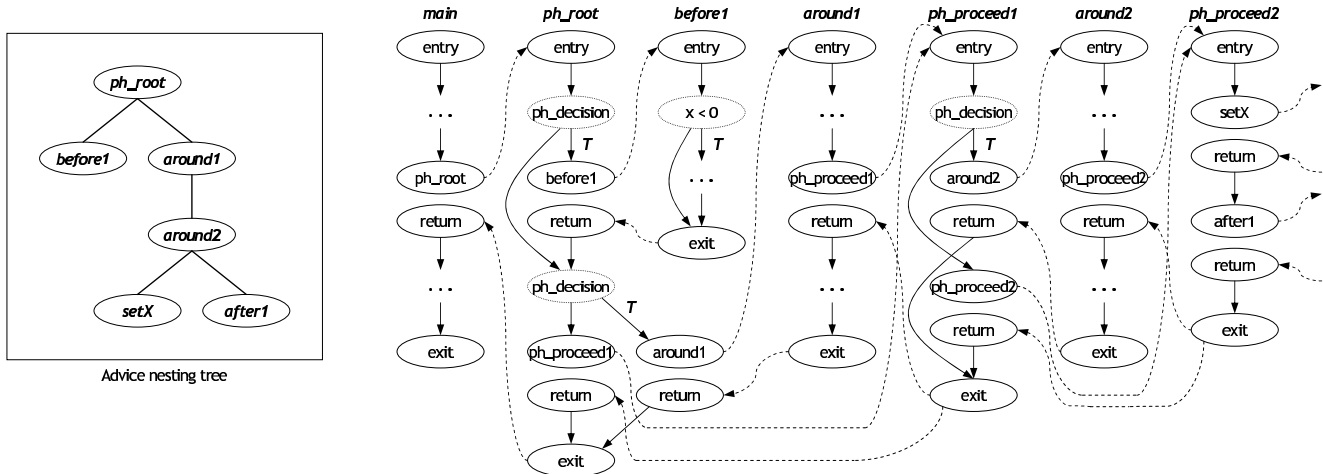 main
ph_root
before1
around1
ph_proceed1
around2
ph_proceed2
ph_root
before1
around1
around2
setX
after1
Advice nesting tree
entry
...
ph_root
return
...
exit
entry
ph_decision
T
before1
return
ph_decision
T
ph_proceed1
around1
return
return
exit
entry
x < 0
T
...
exit
entry
...
ph_proceed1
return
...
exit
entry
ph_decision
T
around2
return
ph_proceed2
return
exit
entry
...
ph_proceed2
return
...
exit
entry
setX
return
after1
return
exit